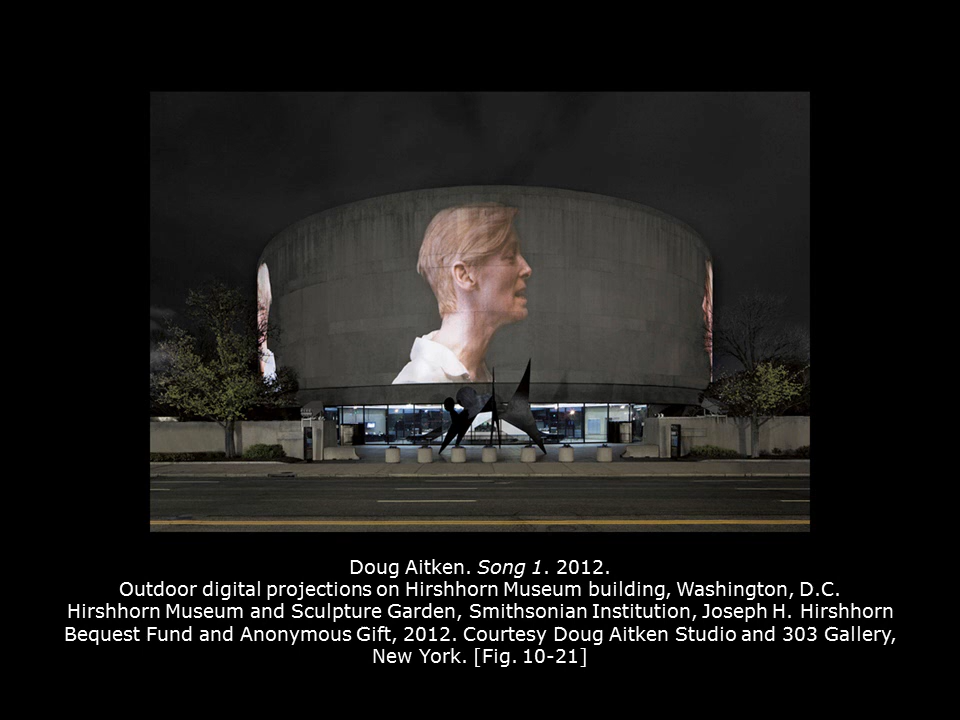 Doug Aitken. Song 1. 2012.
Outdoor digital projections on Hirshhorn Museum building, Washington, D.C.
Hirshhorn Museum and Sculpture Garden, Smithsonian Institution, Joseph H. Hirshhorn
Bequest Fund and Anonymous Gift, 2012. Courtesy Doug Aitken Studio and 303 Gallery,
New York. [Fig. 10-21]